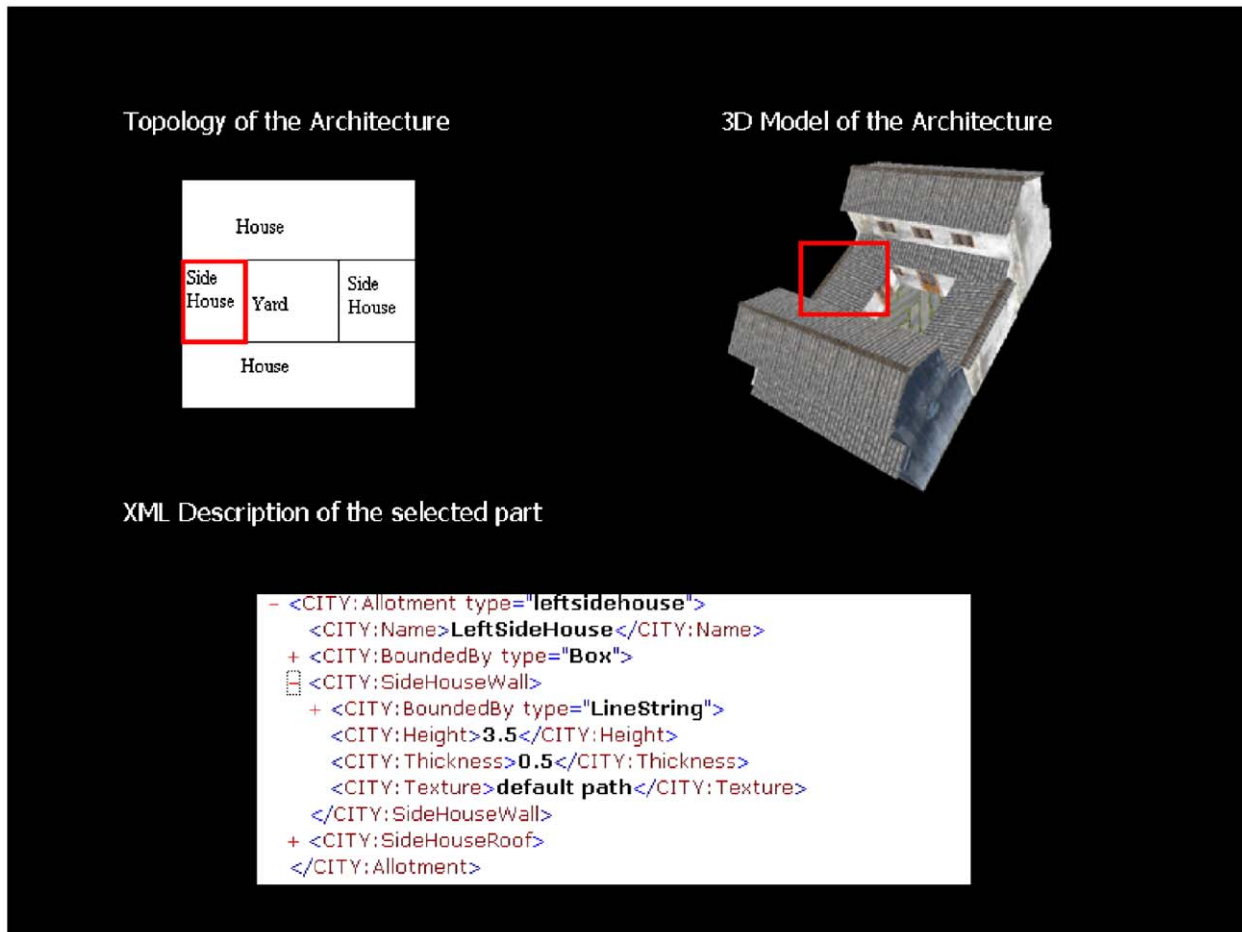 Topology of the Architecture
3D Model of the Architecture
House
Side
House
Yard
Side
House
House
XML Description of the selected part
- <CITY:Allotment type="leftsidehouse">
<CITY:Name>LeftSideHouse</CITY:Name>
+ <CITY:BoundedBy type="Box">
- <CITY:SideHouseWall>
+ <CITY:BoundedBy type="LineString">
<CITY:Height>3.5</CITY:Height>
<CITY:Thickness>0.5</CITY:Thickness>
<CITY:Texture>default path</CITY:Texture>
</CITY:SideHouseWall>
+ <CITY:SideHouseRoof>
</CITY:Allotment>